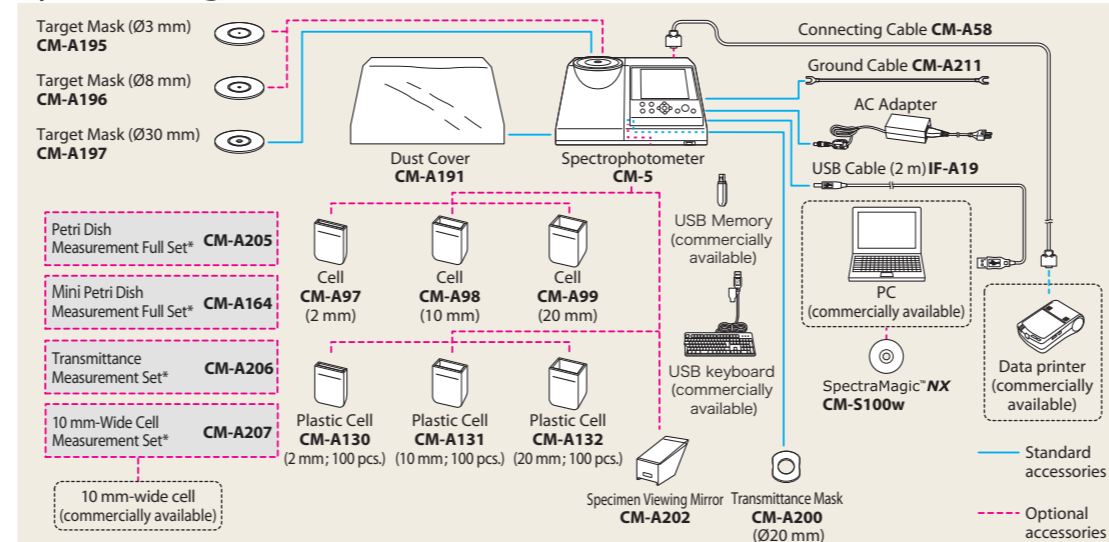 Target Mask (Ø3 mm)
CM-A195
Target Mask (Ø8 mm)
CM-A196
Target Mask (Ø30 mm)
CM-A197
Dust Cover
CM-A191
Spectrophotometer
CM-5
Connecting Cable CM-A58
Ground Cable CM-A211
AC Adapter
USB Cable (2 m) IF-A19
Petri Dish
Measurement Full Set* CM-A205
Mini Petri Dish
Measurement Full Set* CM-A164
Transmittance
Measurement Set* CM-A206
10 mm-Wide Cell
Measurement Set* CM-A207
10 mm-wide cell
(commercially available)
Cell
CM-A97
(2 mm)
Cell
CM-A98
(10 mm)
Cell
CM-A99
(20 mm)
Plastic Cell
CM-A130
(2 mm; 100 pcs.)
Plastic Cell
CM-A131
(10 mm; 100 pcs.)
Plastic Cell
CM-A132
(20 mm; 100 pcs.)
USB Memory
(commercially
available)
USB keyboard
(commercially
available)
Specimen Viewing Mirror
CM-A202
Transmittance Mask
CM-A200
(Ø20 mm)
PC
(commercially available)
SpectraMagic™NX
CM-S100w
Data printer
(commercially
available)
Standard
accessories
Optional
accessories